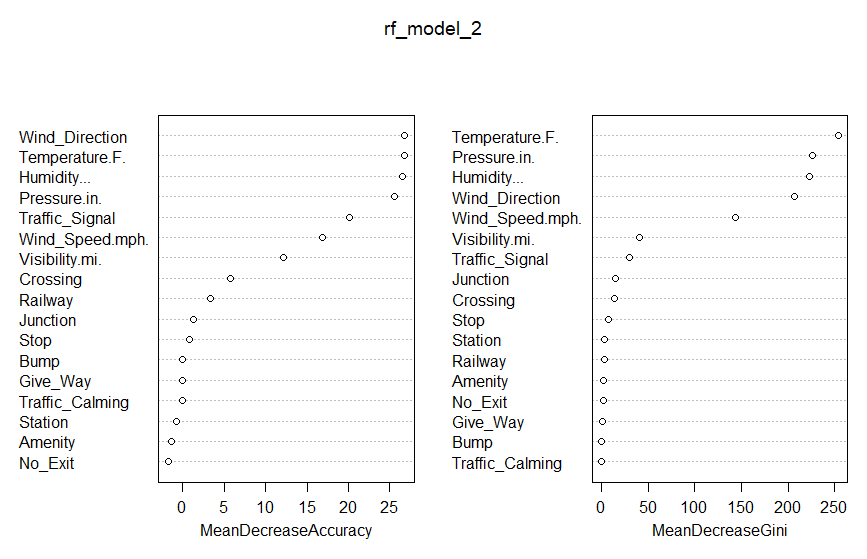 rf_model_2
Wind_Direction
Temperature.F.
Humidity...
Pressure.in.
Traffic_Signal
Wind_Speed.mph.
Visibility.mi.
Crossing
Railway
Junction
Stop
Bump
Give_Way
Traffic_Calming
Station
Amenity
No_Exit
0 5 10 15 20 25
MeanDecreaseAccuracy
Temperature.F.
Pressure.in.
Humidity...
Wind_Direction
Wind_Speed.mph.
Visibility.mi.
Traffic_Signal
Junction
Crossing
Stop
Station
Railway
Amenity
No_Exit
Give_Way
Bump
Traffic_Calming
0 50 100 150 200 250
MeanDecreaseGini